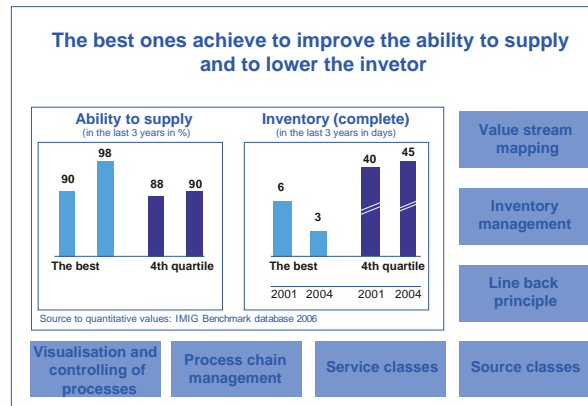 The best ones achieve to improve the ability to supply
and to lower the invetor
Ability to supply
(in the last 3 years in %)
90
98
88
90
The best
4th quartile
Inventory (complete)
(in the last 3 years in days)
6
3
40
45
The best
4th quartile
2001
2004
2001
2004
Source to quantitative values: IMIG Benchmark database 2006
Value stream
mapping
Inventory
management
Line back
principle
Visualisation and
controlling of
processes
Process chain
management
Service classes
Source classes